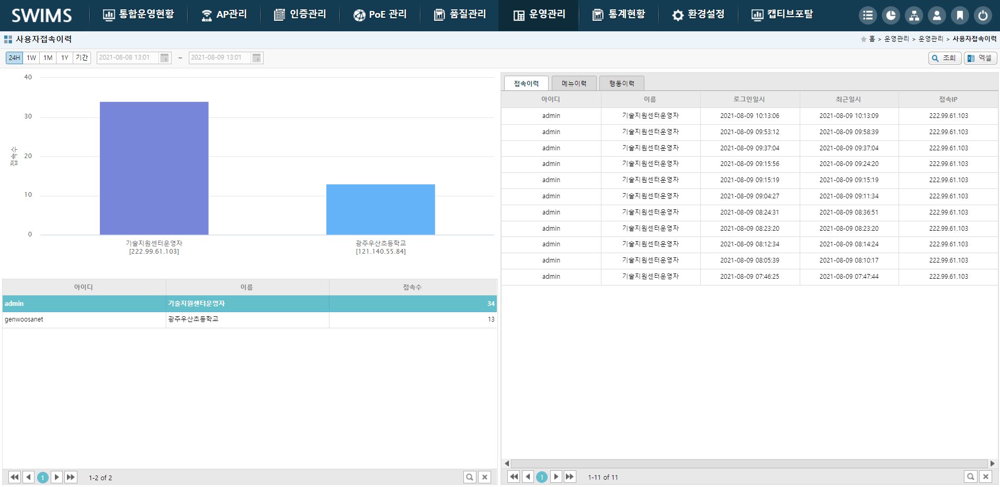 SWIMS 통합운영현황 AP관리 인증관리 PoE 관리 품질관리 운영관리 통계현황 환경설정 캡티브포탈
사용자접속이력 홈 > 운영관리 > 운영관리 > 사용자접속이력
24H 1W 1M 1Y 기간 2021-08-08 13:01 ~ 2021-08-09 13:01 조회 엑셀
40
30
20
10
0
접속수
기술지원센터운영자
[222.99.61.103]
광주우산초등학교
[121.140.55.84]
아이디 이름 접속수
admin 기술지원센터운영자 34
genwoosanet 광주우산초등학교 13
1 1-2 of 2
접속이력 메뉴이력 행동이력
아이디 이름 로그인일시 최근일시 접속IP
admin 기술지원센터운영자 2021-08-09 10:13:06 2021-08-09 10:13:09 222.99.61.103
admin 기술지원센터운영자 2021-08-09 09:53:12 2021-08-09 09:58:39 222.99.61.103
admin 기술지원센터운영자 2021-08-09 09:37:04 2021-08-09 09:37:04 222.99.61.103
admin 기술지원센터운영자 2021-08-09 09:15:56 2021-08-09 09:24:20 222.99.61.103
admin 기술지원센터운영자 2021-08-09 09:15:19 2021-08-09 09:15:19 222.99.61.103
admin 기술지원센터운영자 2021-08-09 09:04:27 2021-08-09 09:11:34 222.99.61.103
admin 기술지원센터운영자 2021-08-09 08:24:31 2021-08-09 08:36:51 222.99.61.103
admin 기술지원센터운영자 2021-08-09 08:23:20 2021-08-09 08:23:20 222.99.61.103
admin 기술지원센터운영자 2021-08-09 08:12:34 2021-08-09 08:14:24 222.99.61.103
admin 기술지원센터운영자 2021-08-09 08:05:39 2021-08-09 08:10:17 222.99.61.103
admin 기술지원센터운영자 2021-08-09 07:46:25 2021-08-09 07:47:44 222.99.61.103
1 1-11 of 11